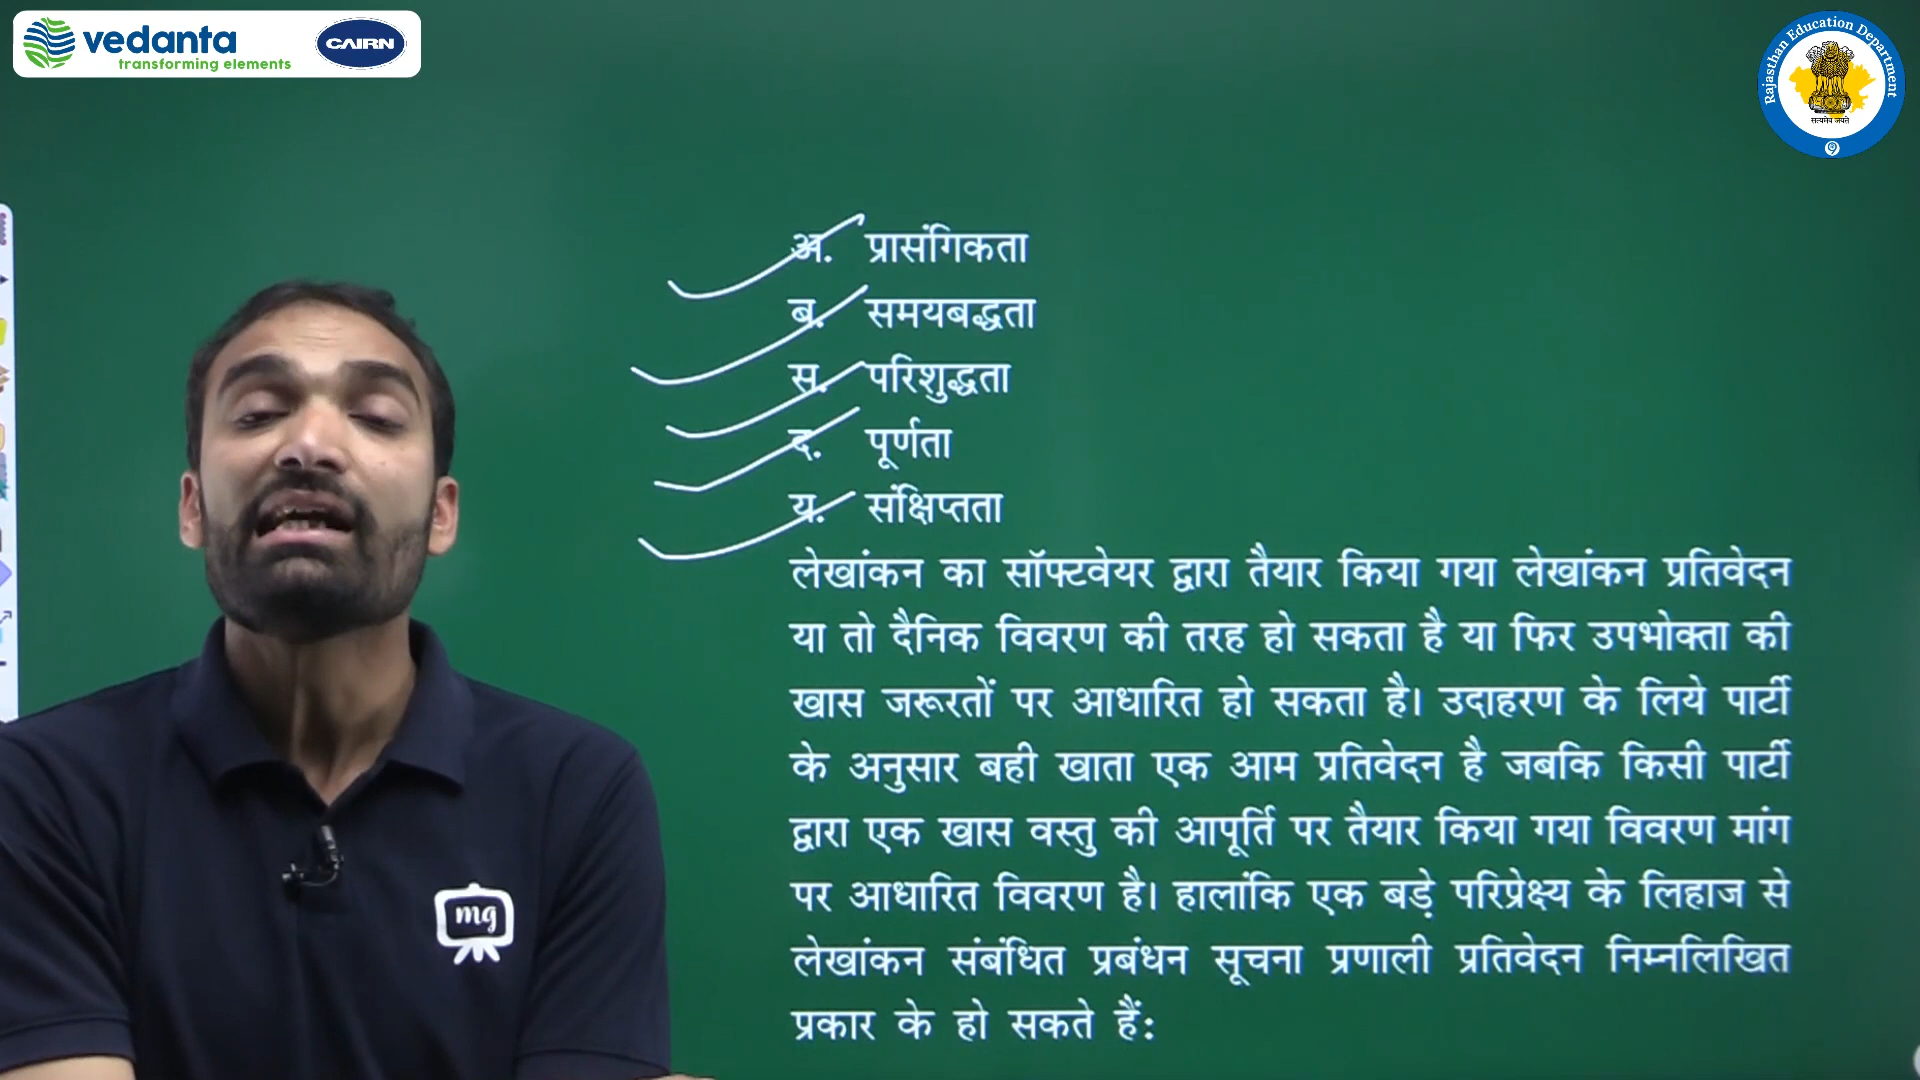 vedanta
transforming elements
CAIRN
Rajasthan Education Department
सत्यमेव जयते
अ. प्रासंगिकता
ब. समयबद्धता
स. परिशुद्धता
द. पूर्णता
य. संक्षिप्तता
लेखांकन का सॉफ्टवेयर द्वारा तैयार किया गया लेखांकन प्रतिवेदन
या तो दैनिक विवरण की तरह हो सकता है या फिर उपभोक्ता की
खास जरूरतों पर आधारित हो सकता है। उदाहरण के लिये पार्टी
के अनुसार बही खाता एक आम प्रतिवेदन है जबकि किसी पार्टी
द्वारा एक खास वस्तु की आपूर्ति पर तैयार किया गया विवरण मांग
पर आधारित विवरण है। हालांकि एक बड़े परिप्रेक्ष्य के लिहाज से
लेखांकन संबंधित प्रबंधन सूचना प्रणाली प्रतिवेदन निम्नलिखित
प्रकार के हो सकते हैं:
mg